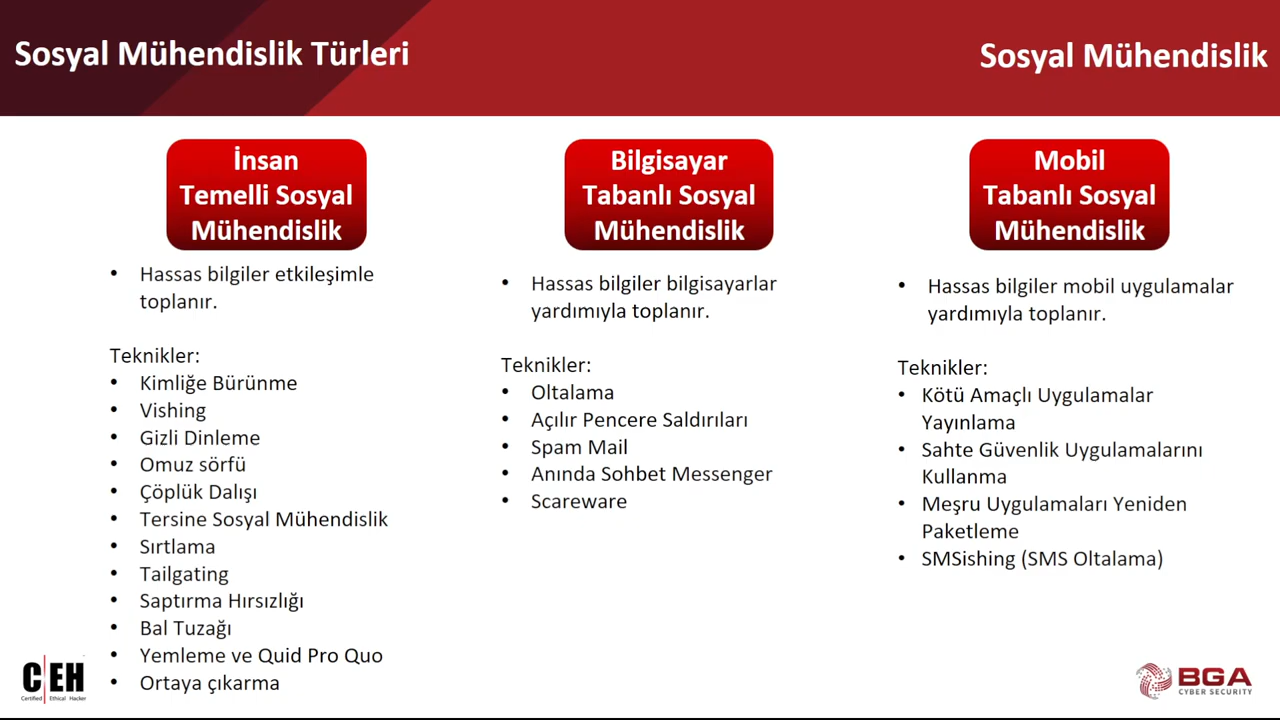 Sosyal Mühendislik Türleri
Sosyal Mühendislik
İnsan
Temelli Sosyal
Mühendislik
• Hassas bilgiler etkileşimle
toplanır.
Teknikler:
• Kimliğe Bürünme
• Vishing
• Gizli Dinleme
• Omuz sörfü
• Çöplük Dalışı
• Tersine Sosyal Mühendislik
• Sırtlama
• Tailgating
• Saptırma Hırsızlığı
• Bal Tuzağı
• Yemleme ve Quid Pro Quo
• Ortaya çıkarma
Bilgisayar
Tabanlı Sosyal
Mühendislik
• Hassas bilgiler bilgisayarlar
yardımıyla toplanır.
Teknikler:
• Oltalama
• Açılır Pencere Saldırıları
• Spam Mail
• Anında Sohbet Messenger
• Scareware
Mobil
Tabanlı Sosyal
Mühendislik
• Hassas bilgiler mobil uygulamalar
yardımıyla toplanır.
Teknikler:
• Kötü Amaçlı Uygulamalar
Yayınlama
• Sahte Güvenlik Uygulamalarını
Kullanma
• Meşru Uygulamaları Yeniden
Paketleme
• SMSishing (SMS Oltalama)
C|EH
Certified Ethical Hacker
BGA
CYBER SECURITY